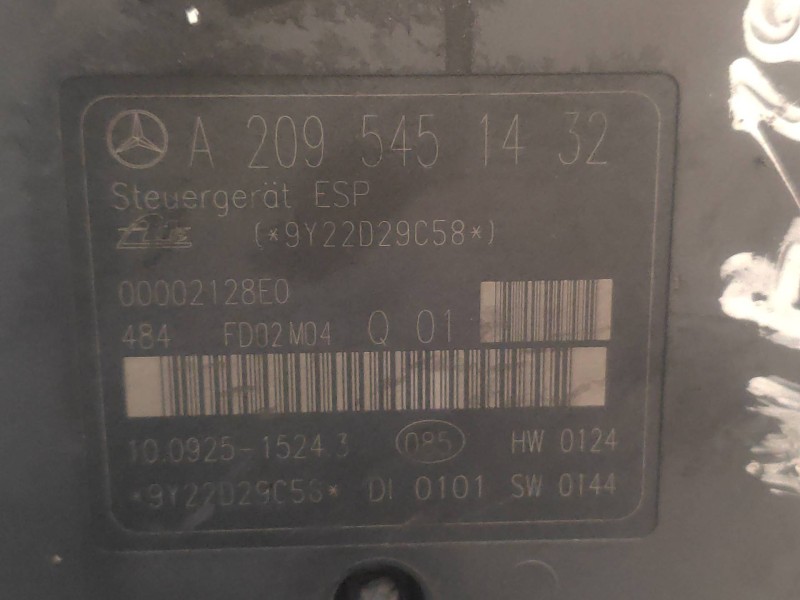 A 209 545 14 32
Steuergerät ESP
Ate (*9Y22D29C58*)
00002128E0
484 FD02M04 Q 01
10.0925-1524.3 085 HW 0124
*9Y22D29C58* DI 0101 SW 0144